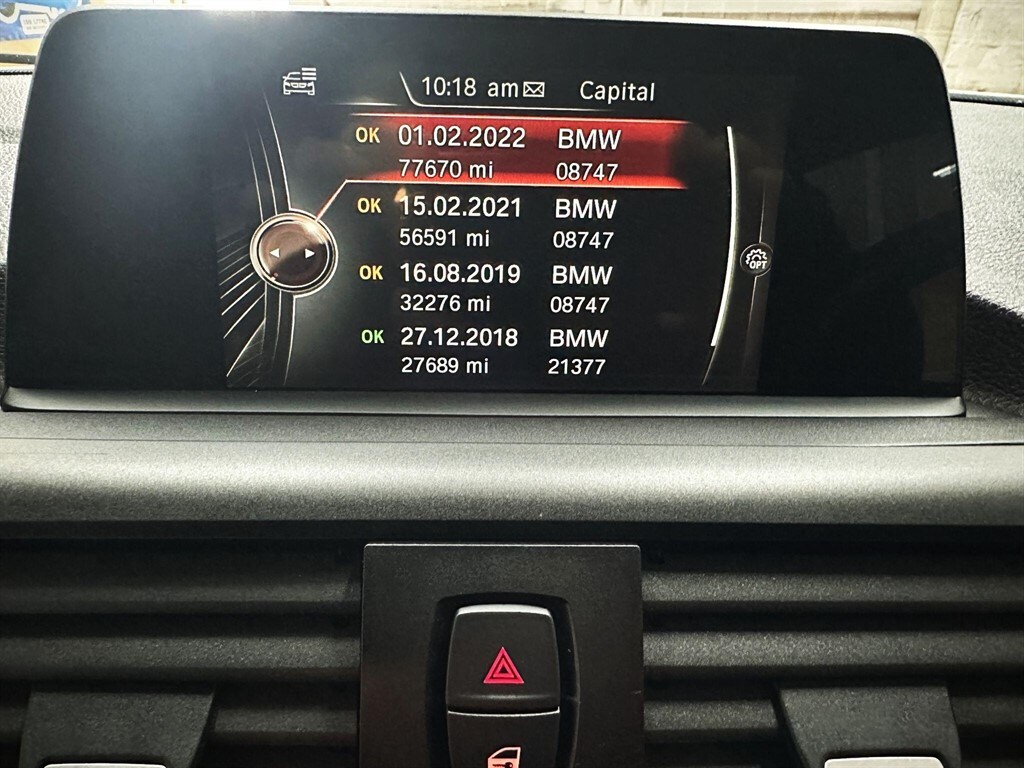 10:18 am Capital
OK 01.02.2022 BMW
77670 mi 08747
OK 15.02.2021 BMW
56591 mi 08747
OK 16.08.2019 BMW
32276 mi 08747
OPT
OK 27.12.2018 BMW
27689 mi 21377